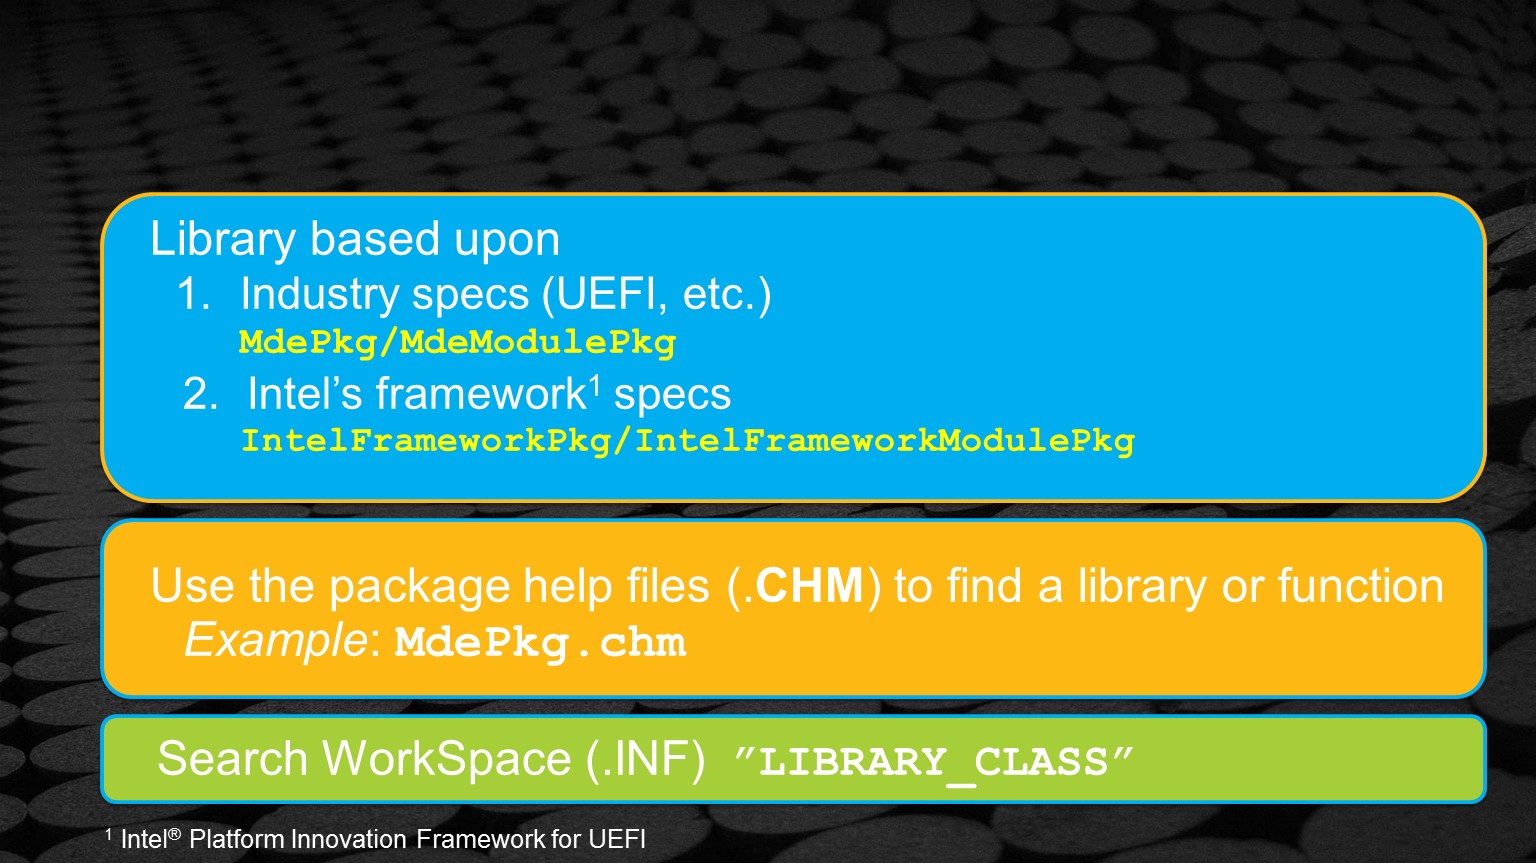 Library based upon
1. Industry specs (UEFI, etc.)
MdePkg/MdeModulePkg
2. Intel’s framework¹ specs
IntelFrameworkPkg/IntelFrameworkModulePkg
Use the package help files (.CHM) to find a library or function
Example: MdePkg.chm
Search WorkSpace (.INF) ”LIBRARY_CLASS”
¹ Intel® Platform Innovation Framework for UEFI